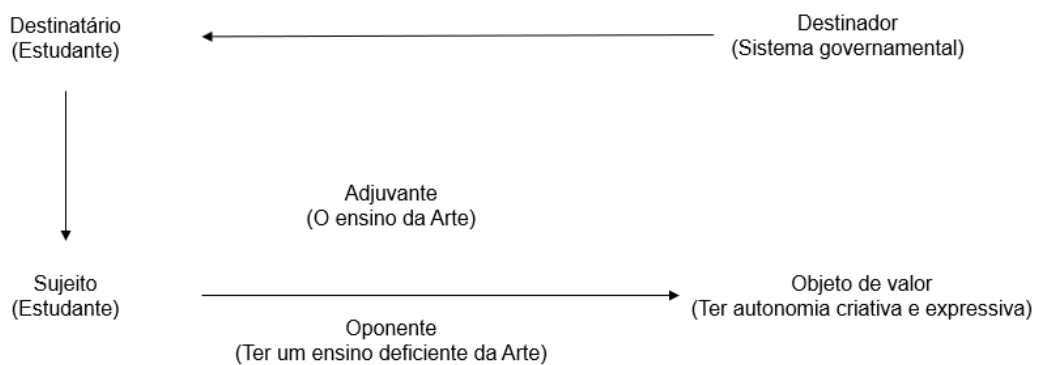 Destinatário
(Estudante)
Destinador
(Sistema governamental)
Adjuvante
(O ensino da Arte)
Sujeito
(Estudante)
Objeto de valor
(Ter autonomia criativa e expressiva)
Oponente
(Ter um ensino deficiente da Arte)